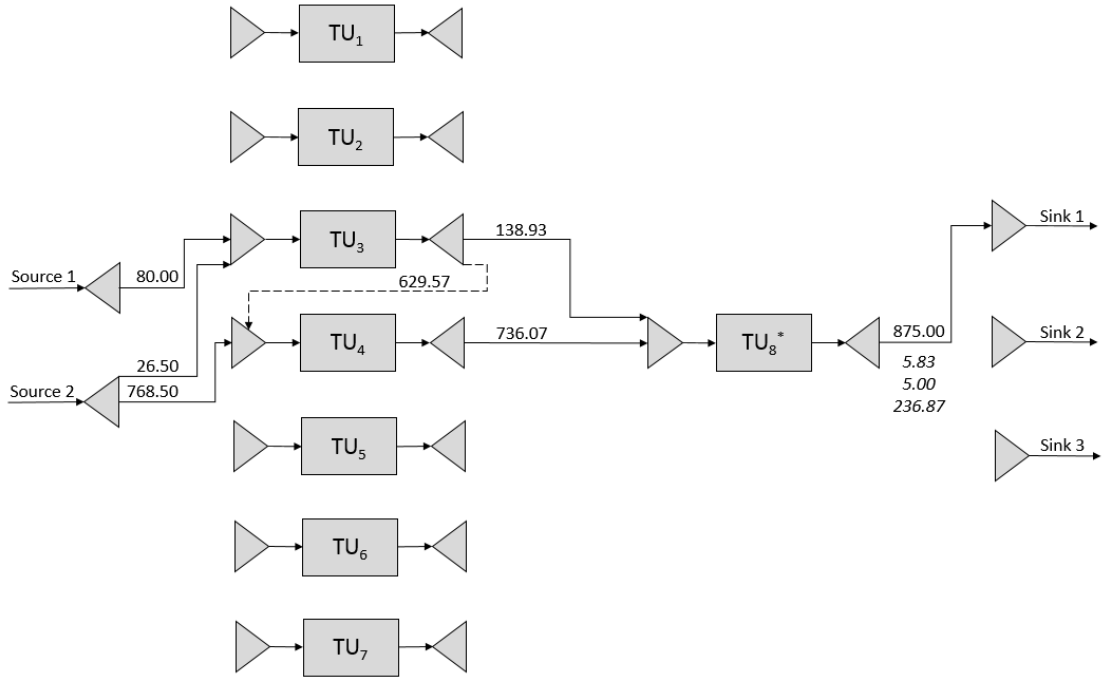 TU1
TU2
TU3
138.93
Sink 1
Source 1
80.00
629.57
TU4
736.07
TU8*
875.00
Sink 2
5.83
5.00
236.87
26.50
Source 2
768.50
TU5
Sink 3
TU6
TU7